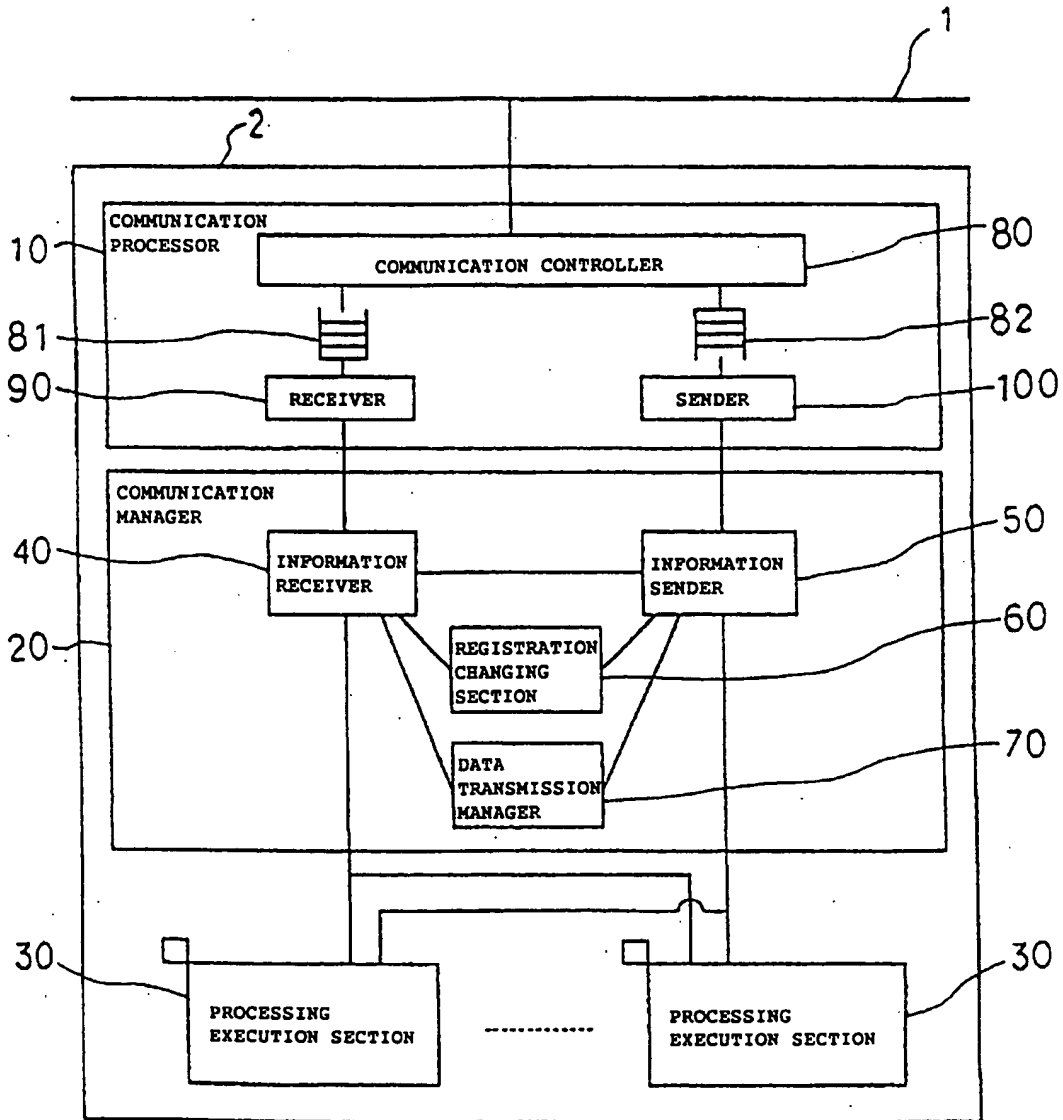 1
2
COMMUNICATION
PROCESSOR
10
80
COMMUNICATION CONTROLLER
81
82
90
RECEIVER
SENDER
100
COMMUNICATION
MANAGER
50
40
INFORMATION
RECEIVER
INFORMATION
SENDER
60
20
REGISTRATION
CHANGING
SECTION
70
DATA
TRANSMISSION
MANAGER
30
30
PROCESSING
EXECUTION SECTION
PROCESSING
EXECUTION SECTION